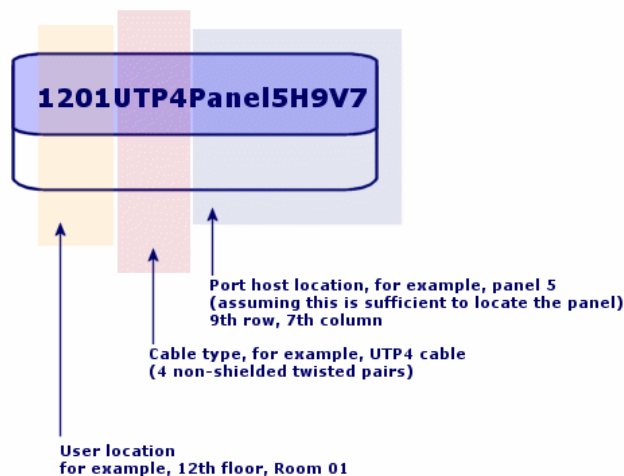 1201UTP4Panel5H9V7
Port host location, for example, panel 5
(assuming this is sufficient to locate the panel)
9th row, 7th column
Cable type, for example, UTP4 cable
(4 non-shielded twisted pairs)
User location
for example, 12th floor, Room 01